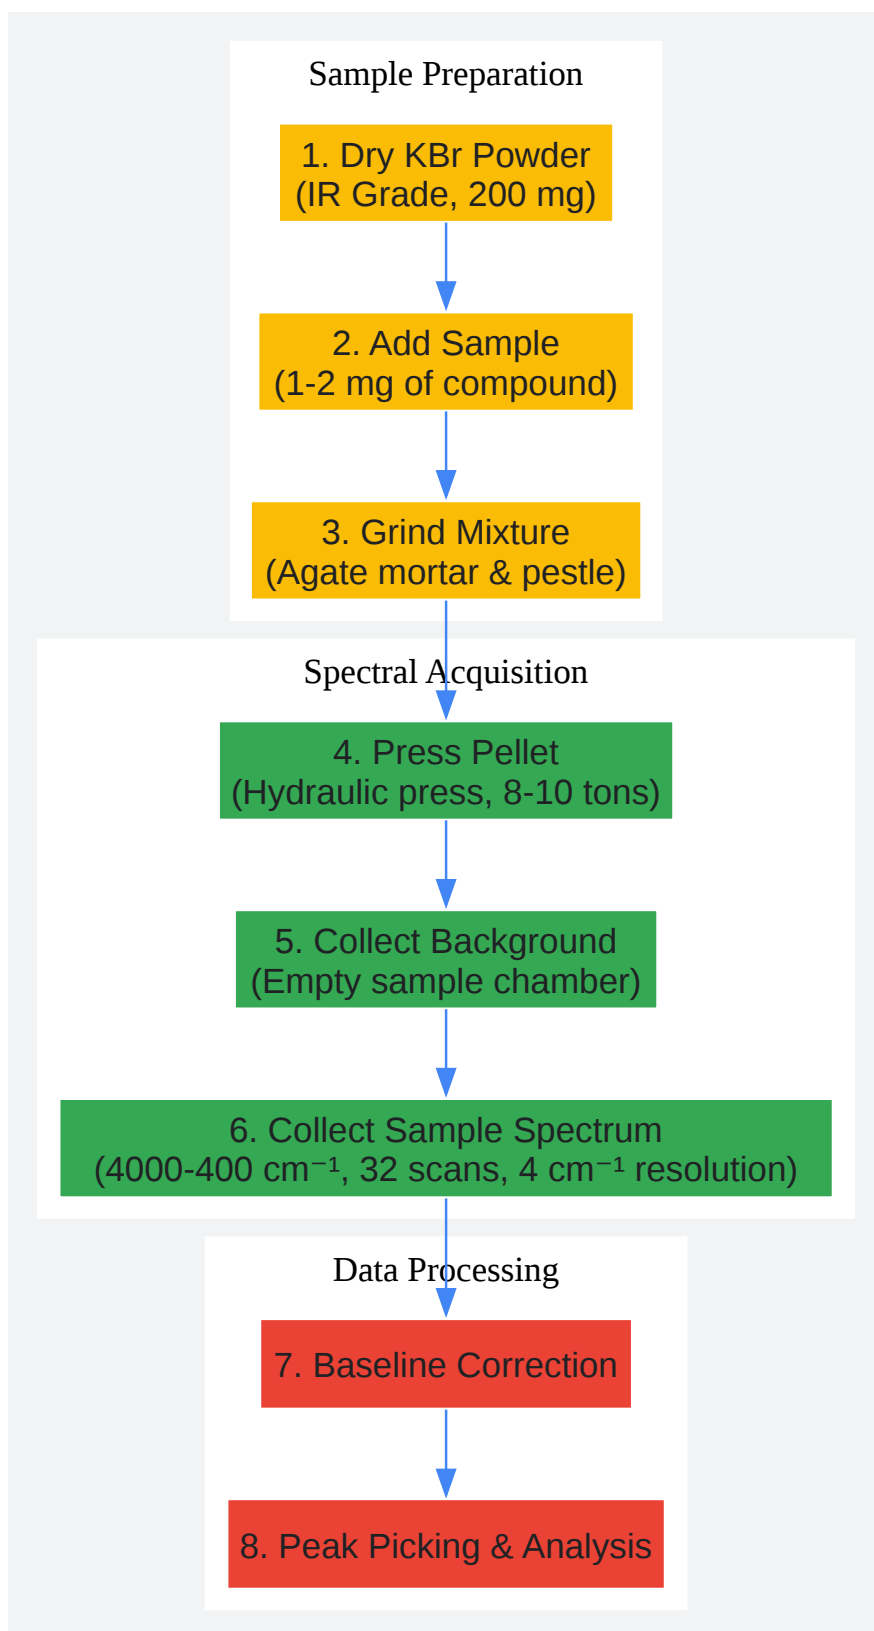 Sample Preparation
1. Dry KBr Powder
(IR Grade, 200 mg)
2. Add Sample
(1-2 mg of compound)
3. Grind Mixture
(Agate mortar & pestle)
Spectral Acquisition
4. Press Pellet
(Hydraulic press, 8-10 tons)
5. Collect Background
(Empty sample chamber)
6. Collect Sample Spectrum
(4000-400 cm⁻¹, 32 scans, 4 cm⁻¹ resolution)
Data Processing
7. Baseline Correction
8. Peak Picking & Analysis